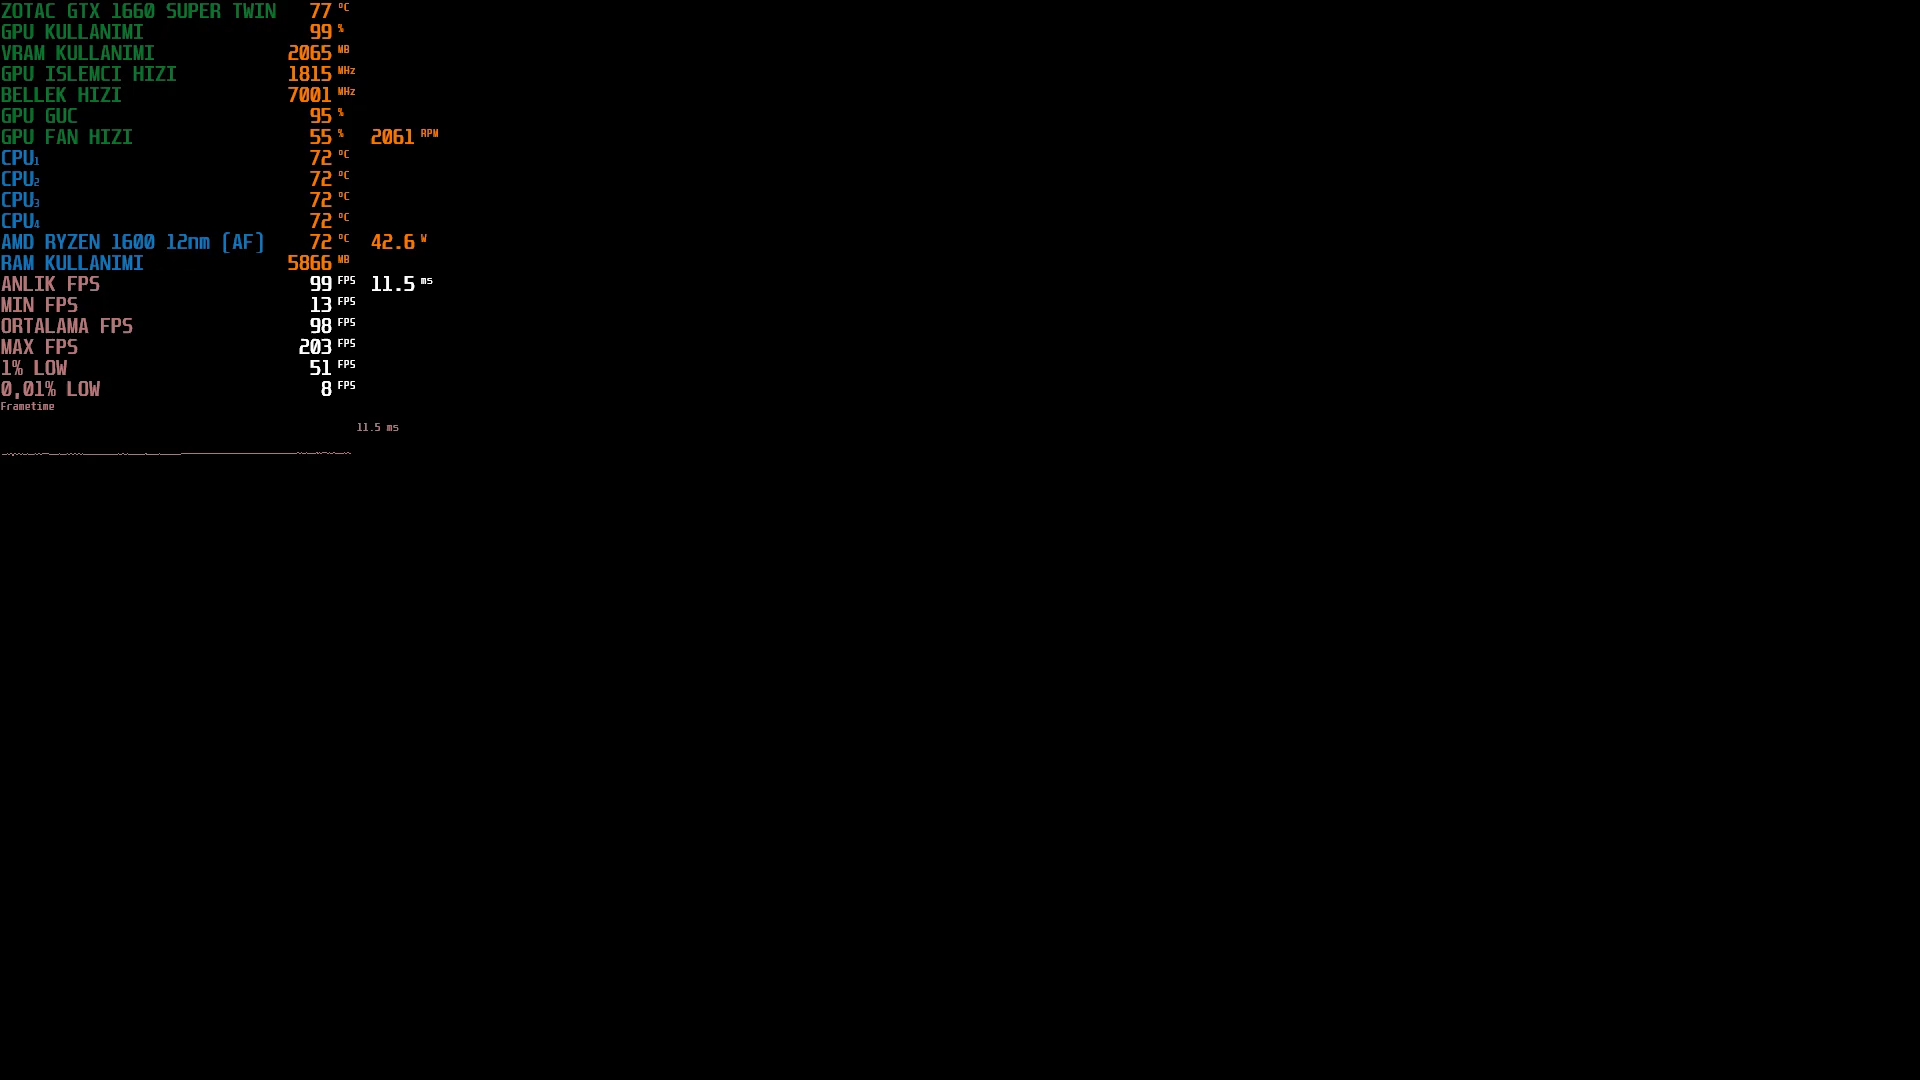 ZOTAC GTX 1660 SUPER TWIN 77 °C
GPU KULLANIMI 99 %
VRAM KULLANIMI 2065 MB
GPU ISLEMCI HIZI 1815 MHz
BELLEK HIZI 7001 MHz
GPU GUC 95 %
GPU FAN HIZI 55 % 2061 RPM
CPU1 72 °C
CPU2 72 °C
CPU3 72 °C
CPU4 72 °C
AMD RYZEN 1600 12nm (AF) 72 °C 42.6 W
RAM KULLANIMI 5866 MB
ANLIK FPS 99 FPS 11.5 ms
MIN FPS 13 FPS
ORTALAMA FPS 98 FPS
MAX FPS 203 FPS
1% LOW 51 FPS
0,01% LOW 8 FPS
Frametime
11.5 ms